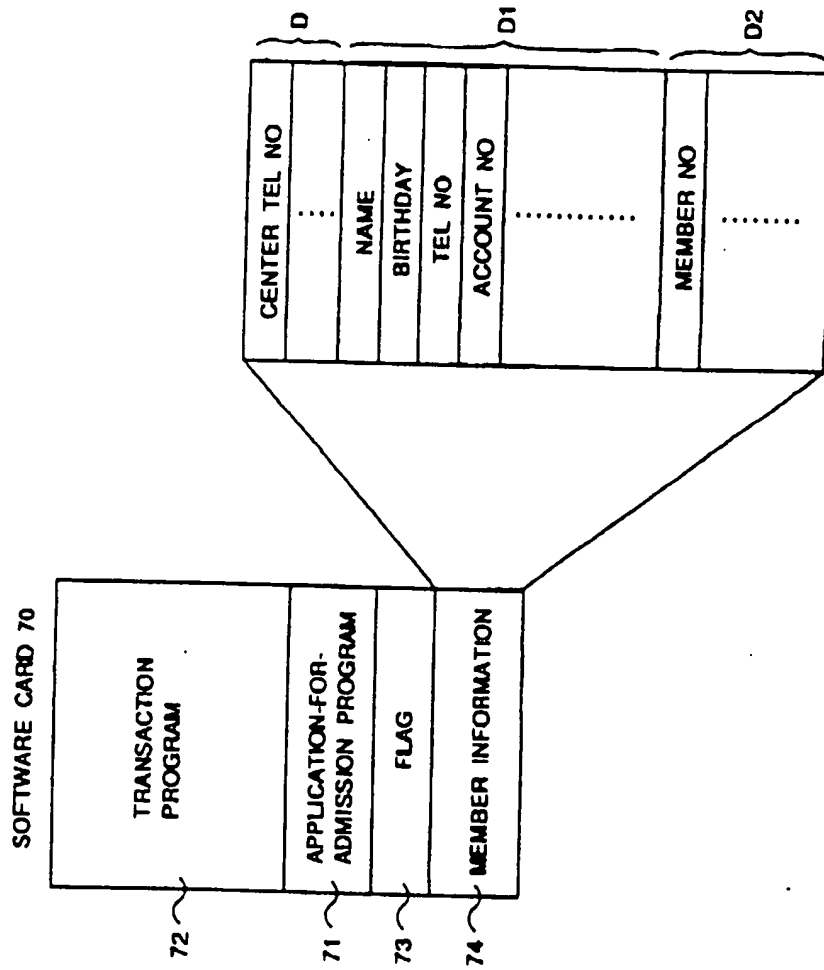 SOFTWARE CARD 70
72
TRANSACTION
PROGRAM
71
APPLICATION-FOR-
ADMISSION PROGRAM
73
FLAG
74
MEMBER INFORMATION
CENTER TEL NO
.....
D
NAME
BIRTHDAY
TEL NO
ACCOUNT NO
............
D1
MEMBER NO
........
D2